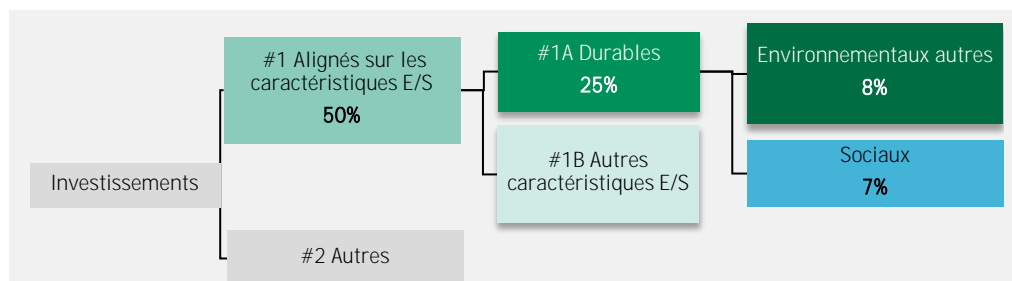 #1 Alignés sur les
caractéristiques E/S
50%
#1A Durables
25%
Environnementaux autres
8%
#1B Autres
caractéristiques E/S
Sociaux
7%
Investissements
#2 Autres